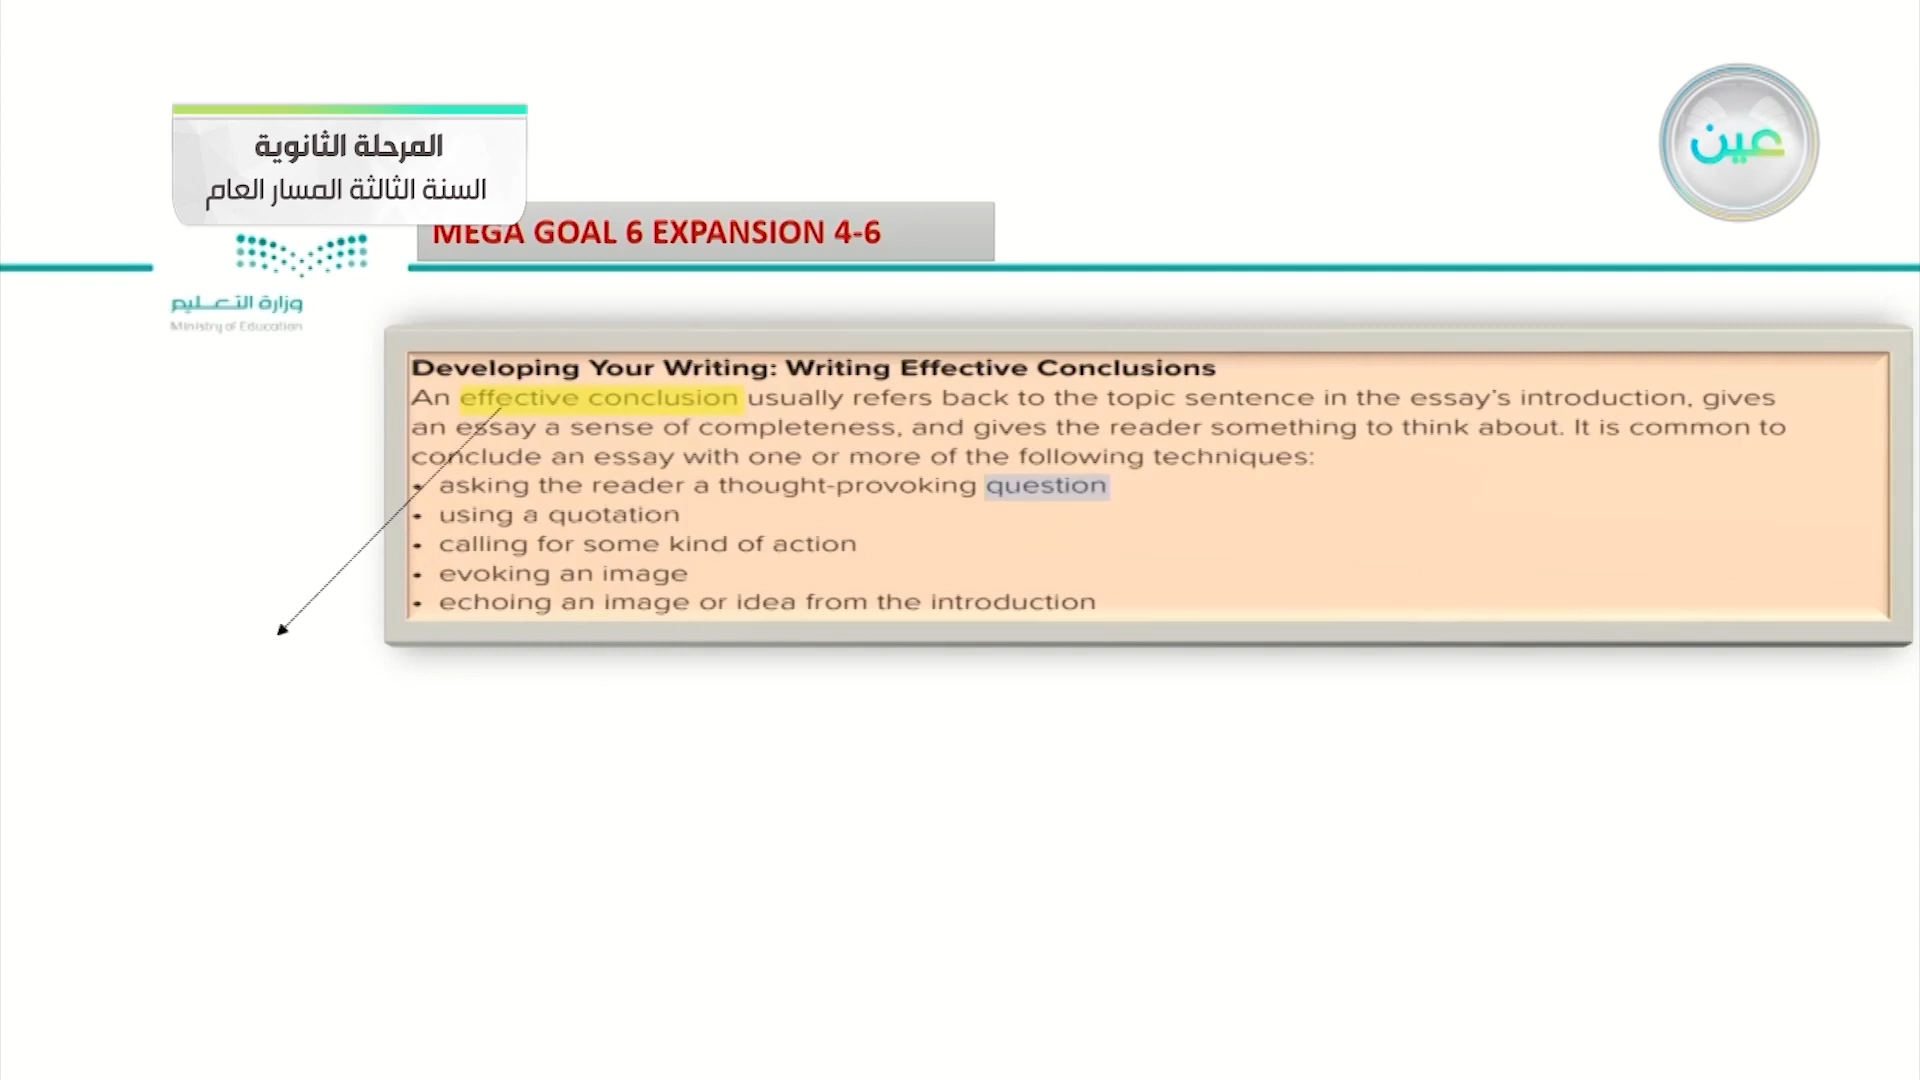 المرحلة الثانوية
السنة الثالثة المسار العام
عين
MEGA GOAL 6 EXPANSION 4-6
وزارة التعليم
Ministry of Education
Developing Your Writing: Writing Effective Conclusions
An effective conclusion usually refers back to the topic sentence in the essay's introduction, gives
an essay a sense of completeness, and gives the reader something to think about. It is common to
conclude an essay with one or more of the following techniques:
• asking the reader a thought-provoking question
• using a quotation
• calling for some kind of action
• evoking an image
• echoing an image or idea from the introduction